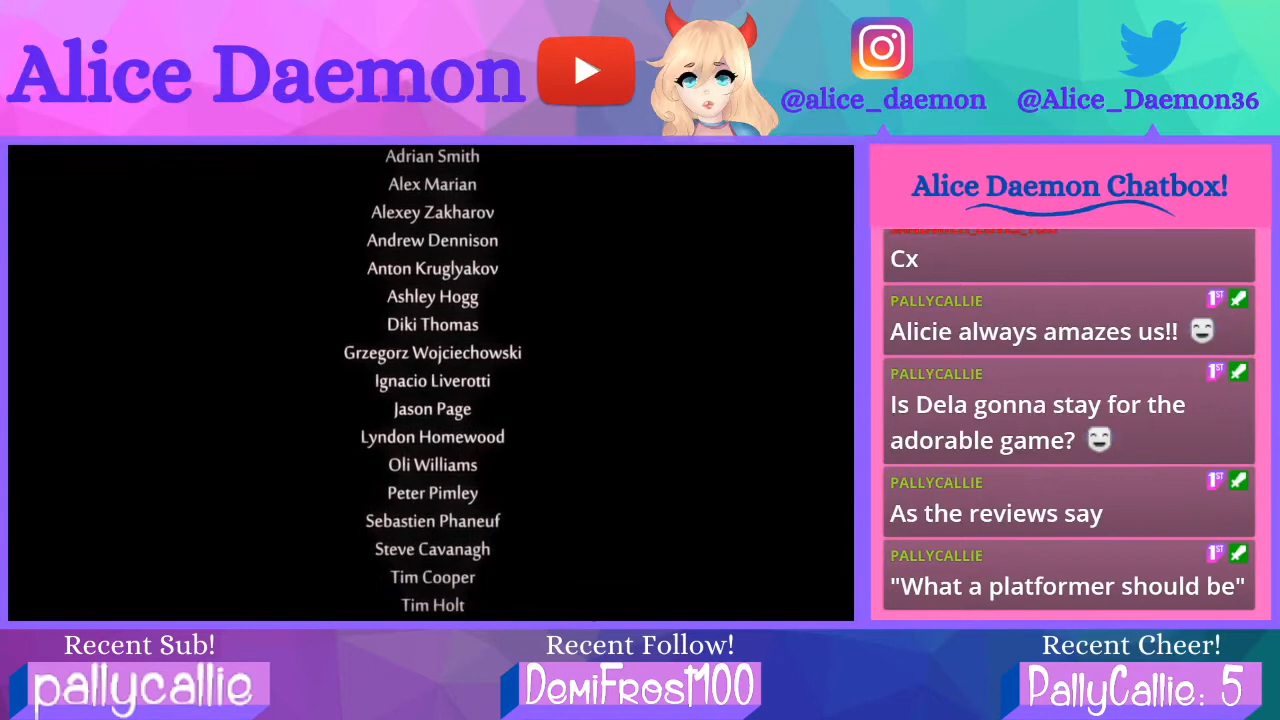 Alice Daemon
@alice_daemon
@Alice_Daemon36
Adrian Smith
Alex Marian
Alexey Zakharov
Andrew Dennison
Anton Kruglyakov
Ashley Hogg
Diki Thomas
Grzegorz Wojciechowski
Ignacio Liverotti
Jason Page
Lyndon Homewood
Oli Williams
Peter Pimley
Sebastien Phaneuf
Steve Cavanagh
Tim Cooper
Tim Holt
Alice Daemon Chatbox!
Cx
PALLYCALLIE
1ST
Alicie always amazes us!!
PALLYCALLIE
1ST
Is Dela gonna stay for the
adorable game?
PALLYCALLIE
1ST
As the reviews say
PALLYCALLIE
1ST
"What a platformer should be"
Recent Sub!
pallycallie
Recent Follow!
DemiFrost100
Recent Cheer!
PallyCallie: 5